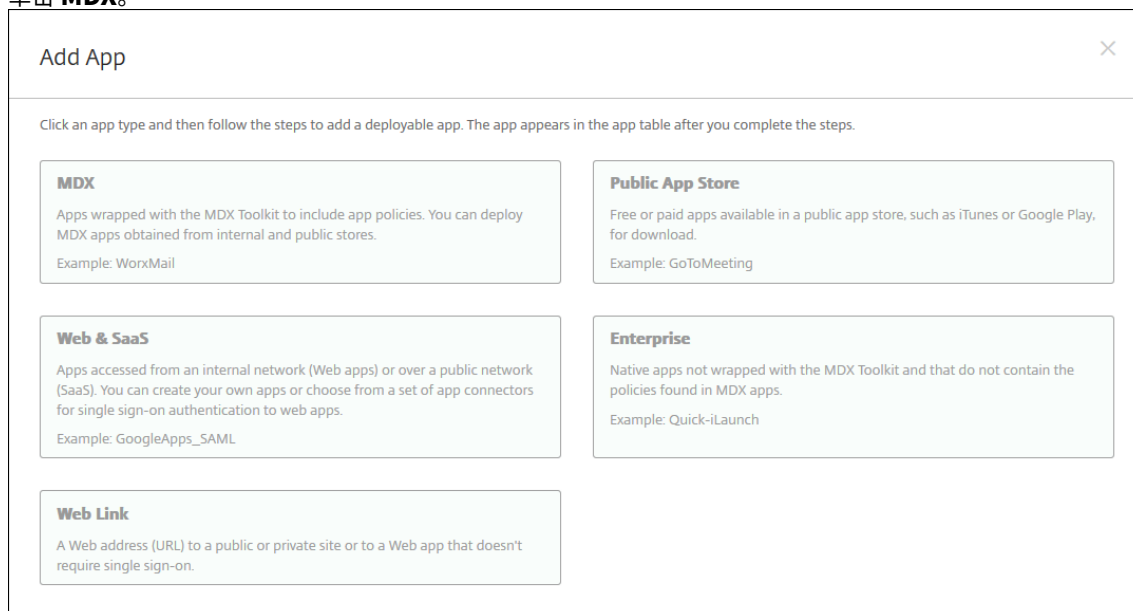 单击 MDX。
Add App
Click an app type and then follow the steps to add a deployable app. The app appears in the app table after you complete the steps.
MDX
Apps wrapped with the MDX Toolkit to include app policies. You can deploy
MDX apps obtained from internal and public stores.
Example: WorxMail
Public App Store
Free or paid apps available in a public app store, such as iTunes or Google Play,
for download.
Example: GoToMeeting
Web & SaaS
Apps accessed from an internal network (Web apps) or over a public network
(SaaS). You can create your own apps or choose from a set of app connectors
for single sign-on authentication to web apps.
Example: GoogleApps_SAML
Enterprise
Native apps not wrapped with the MDX Toolkit and that do not contain the
policies found in MDX apps.
Example: Quick-iLaunch
Web Link
A Web address (URL) to a public or private site or to a Web app that doesn't
require single sign-on.